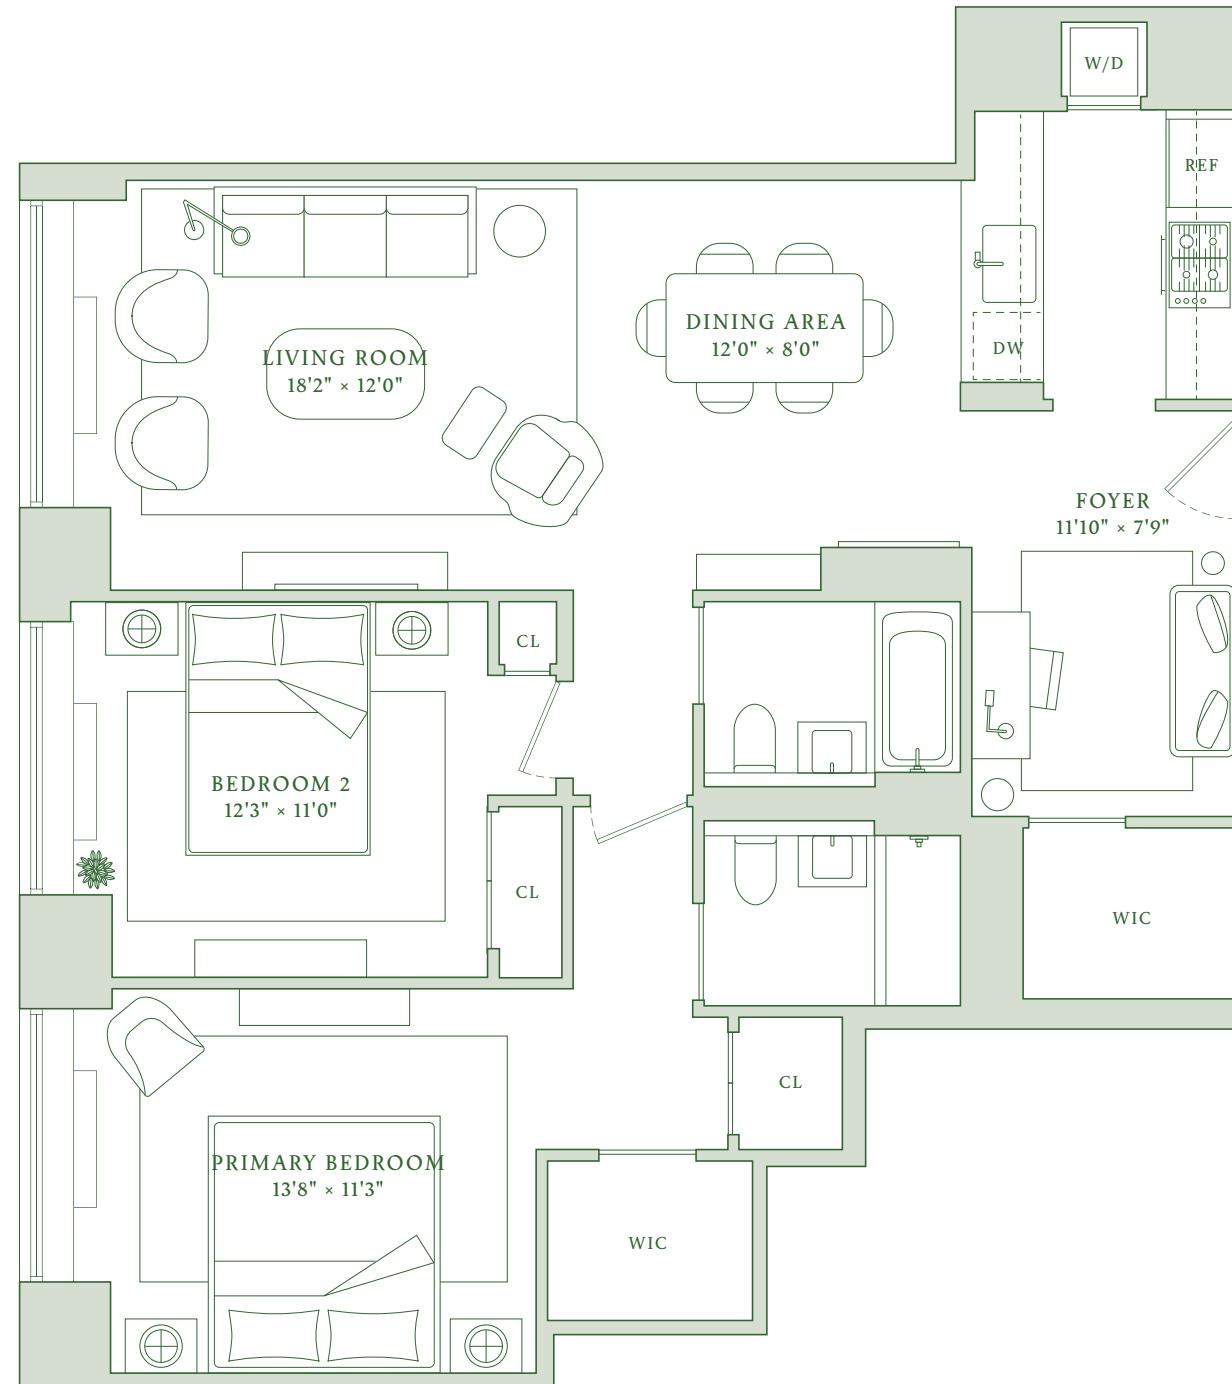 W/D
REF
DW
LIVING ROOM
18'2" × 12'0"
DINING AREA
12'0" × 8'0"
FOYER
11'10" × 7'9"
CL
BEDROOM 2
12'3" × 11'0"
CL
WIC
CL
PRIMARY BEDROOM
13'8" × 11'3"
WIC